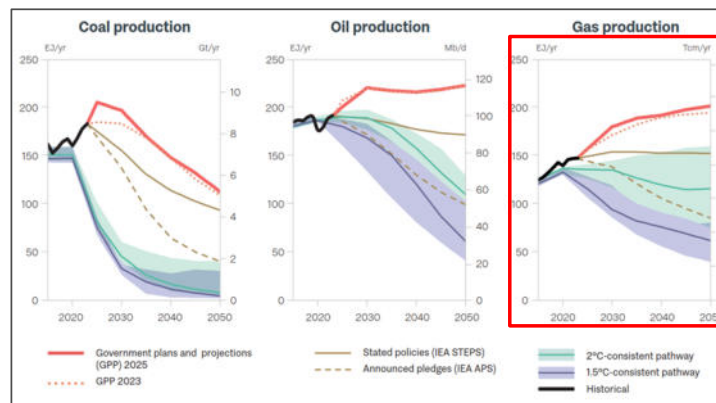 Coal production
EJ/yr Gt/yr
250
200
150
100
50
0
10
8
6
4
2
0
2020 2030 2040 2050
Oil production
EJ/yr Mb/d
250
200
150
100
50
0
120
100
80
60
40
20
0
2020 2030 2040 2050
Gas production
EJ/yr Tcm/yr
250
200
150
100
50
0
2020 2030 2040 205
Government plans and projections
(GPP) 2025
GPP 2023
Stated policies (IEA STEPS)
Announced pledges (IEA APS)
2°C-consistent pathway
1.5°C-consistent pathway
Historical